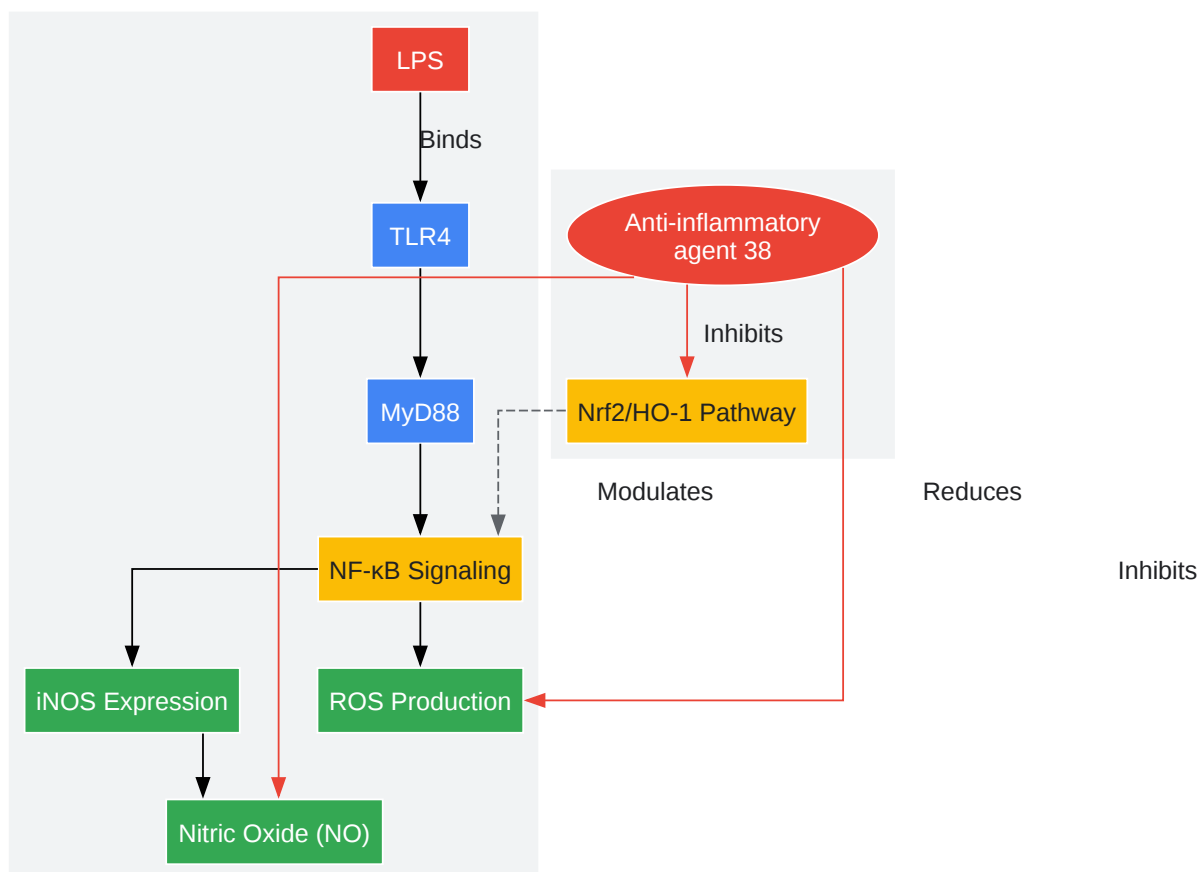 LPS
Binds
TLR4
Anti-inflammatory
agent 38
Inhibits
MyD88
Nrf2/HO-1 Pathway
Modulates
Reduces
NF-κB Signaling
Inhibits
iNOS Expression
ROS Production
Nitric Oxide (NO)